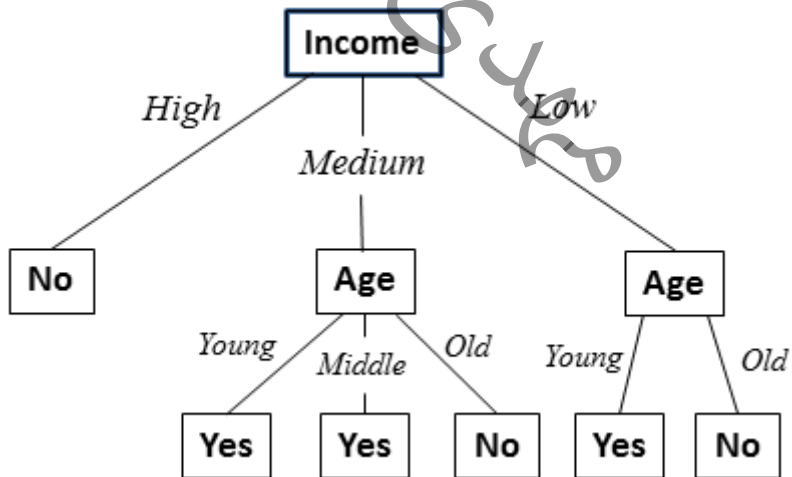 Income
High
Low
Medium
No
Age
Age
Young
Middle
Old
Young
Old
Yes
Yes
No
Yes
No